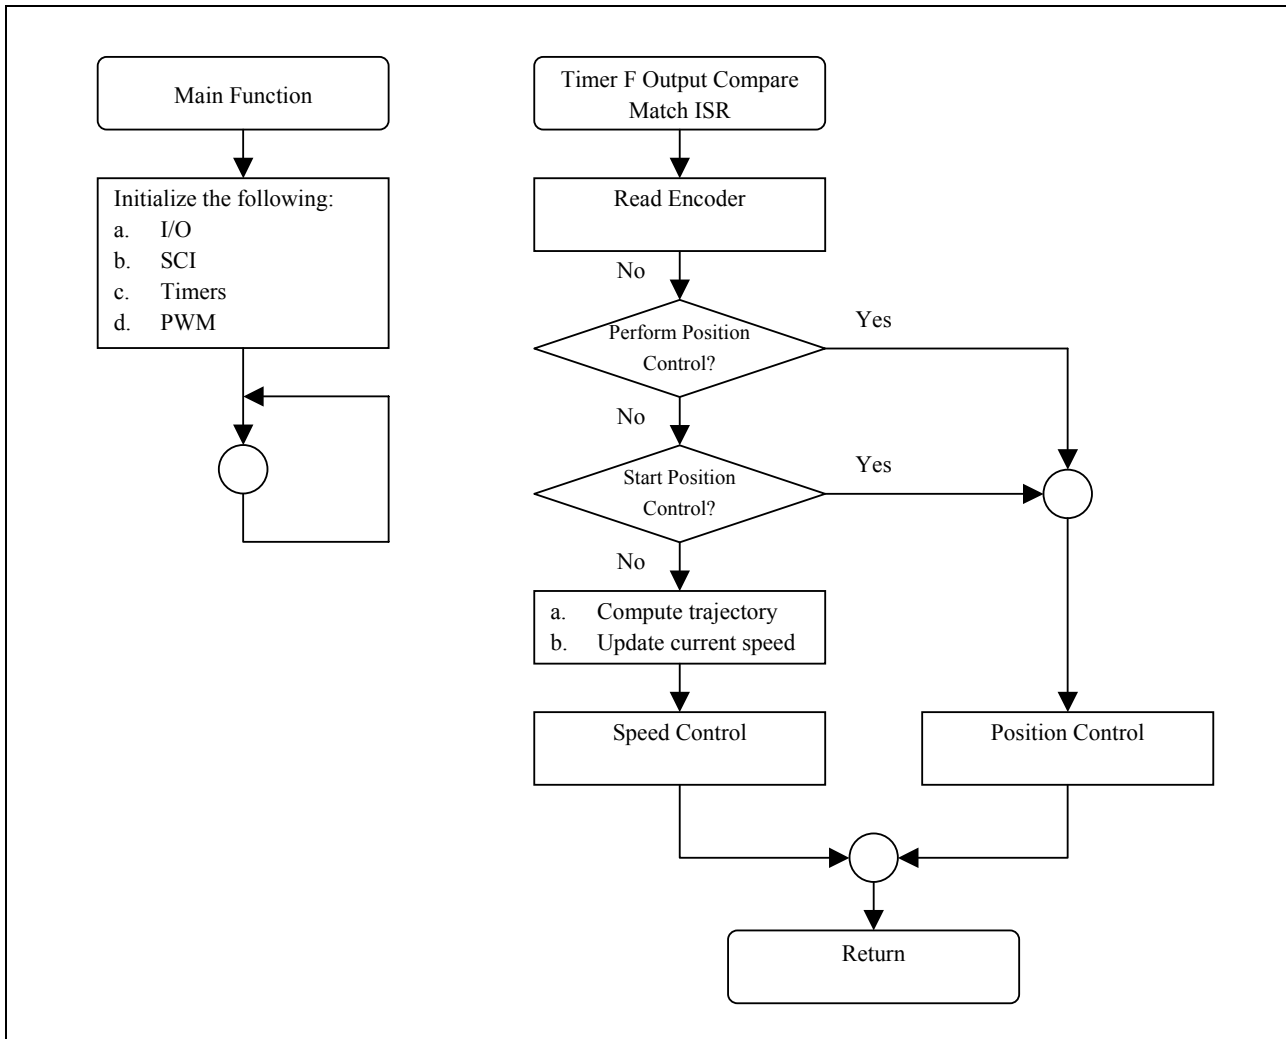 Main Function
Initialize the following:
a. I/O
b. SCI
c. Timers
d. PWM
Timer F Output Compare
Match ISR
Read Encoder
No
Perform Position
Control?
Yes
No
Start Position
Control?
Yes
No
a. Compute trajectory
b. Update current speed
Speed Control
Position Control
Return